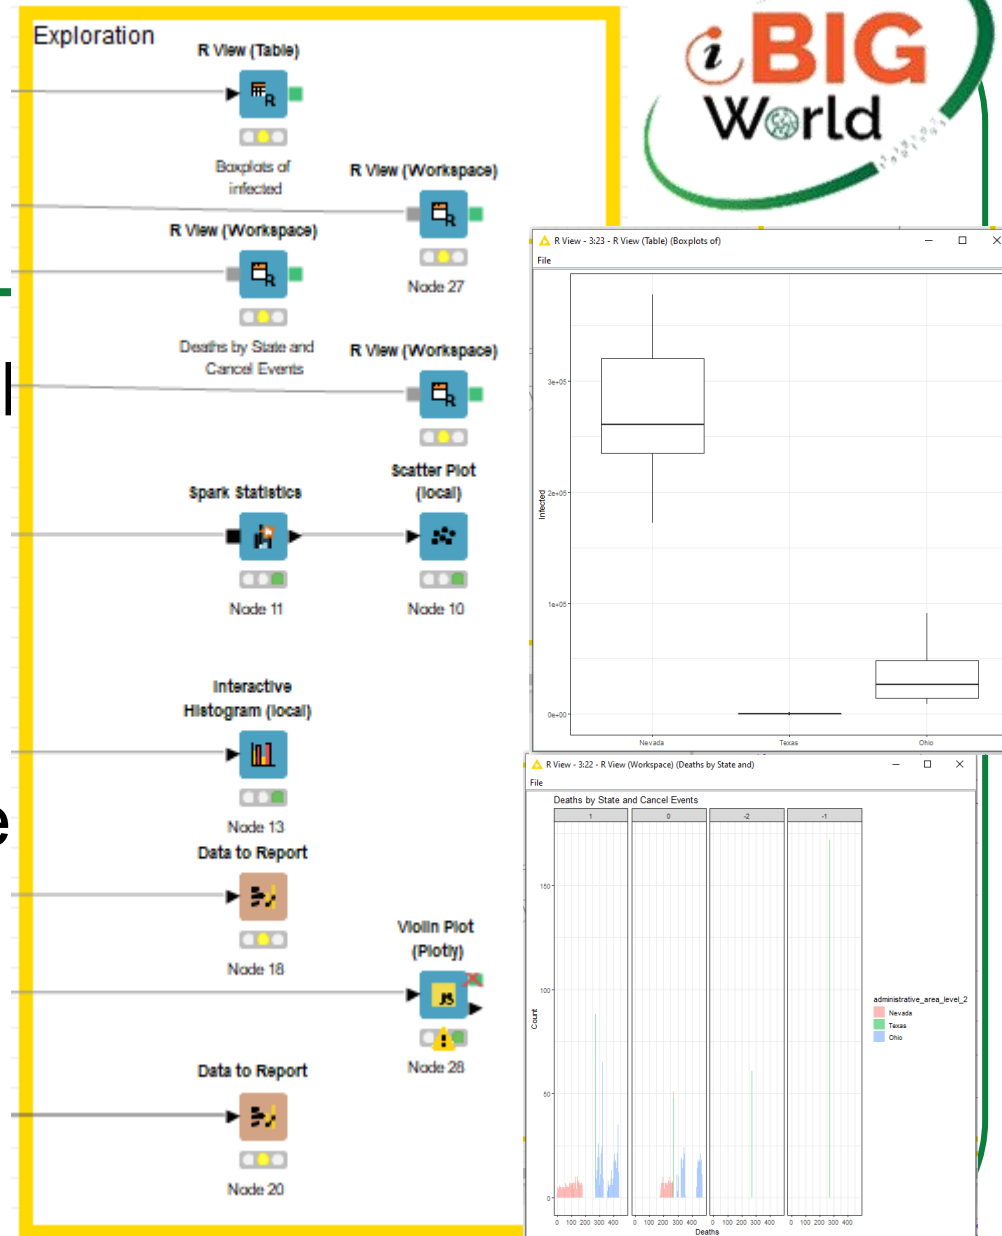 Exploration
R View (Table)
R
Boxplots of
infected
R View (Workspace)
R
Node 27
R View (Workspace)
R
Deaths by State and
Cancel Events
R View (Workspace)
R
Spark Statistics
Node 11
Scatter Plot
(local)
Node 10
Interactive
Histogram (local)
Node 13
Data to Report
Node 18
Violin Plot
(Plotly)
JS
Node 28
Data to Report
Node 20
i BIG
World
R View - 3:23 - R View (Table) (Boxplots of)
File
Infected
3e+05
2e+05
1e+05
0e+00
Nevada Texas Ohio
R View - 3:22 - R View (Workspace) (Deaths by State and)
File
Deaths by State and Cancel Events
1 0 -2 -1
Count
150
100
50
0
0 100 200 300 400 0 100 200 300 400 0 100 200 300 400 0 100 200 300 400
Deaths
administrative_area_level_2
Nevada
Texas
Ohio